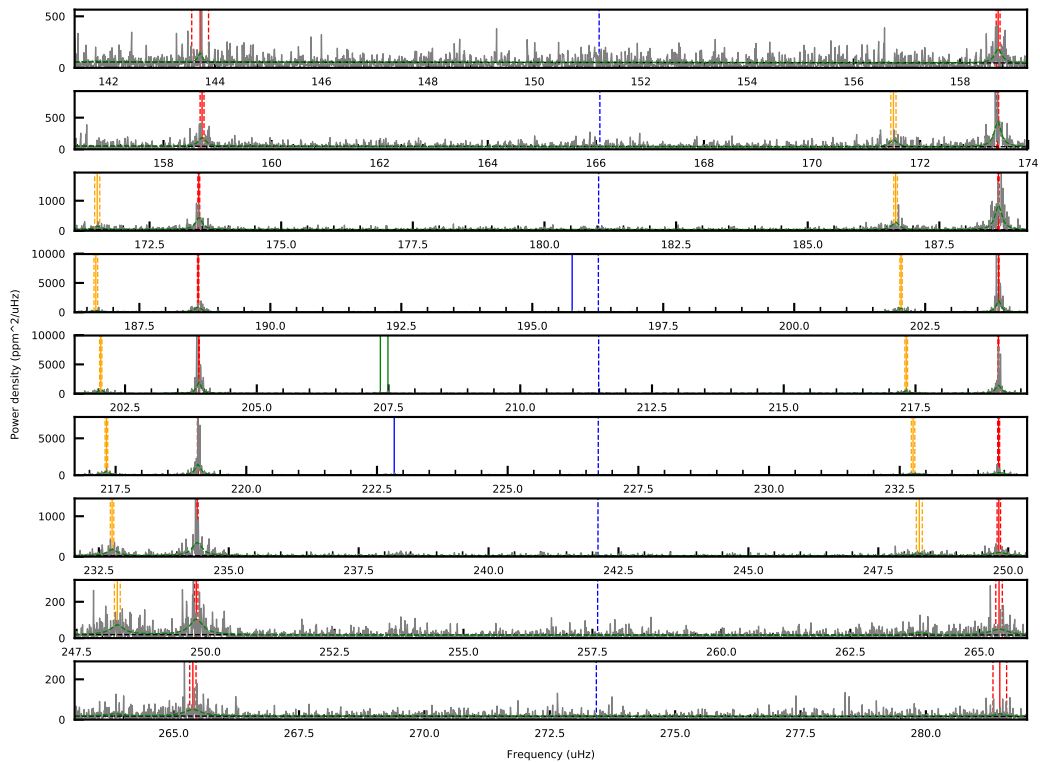 500
0
142 144 146 148 150 152 154 156 158
500
0
158 160 162 164 166 168 170 172 174
1000
0
172.5 175.0 177.5 180.0 182.5 185.0 187.5
10000
5000
0
187.5 190.0 192.5 195.0 197.5 200.0 202.5
10000
5000
0
202.5 205.0 207.5 210.0 212.5 215.0 217.5
5000
0
217.5 220.0 222.5 225.0 227.5 230.0 232.5
1000
0
232.5 235.0 237.5 240.0 242.5 245.0 247.5 250.0
200
0
247.5 250.0 252.5 255.0 257.5 260.0 262.5 265.0
200
0
265.0 267.5 270.0 272.5 275.0 277.5 280.0
Power density (ppm^2/uHz)
Frequency (uHz)